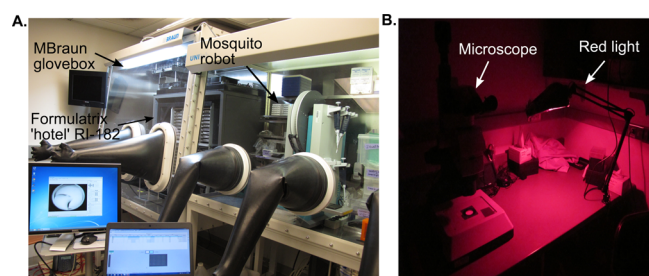 A.
MBraun
glovebox
Mosquito
robot
Formulatrix
'hotel' RI-182
B.
Microscope
Red light